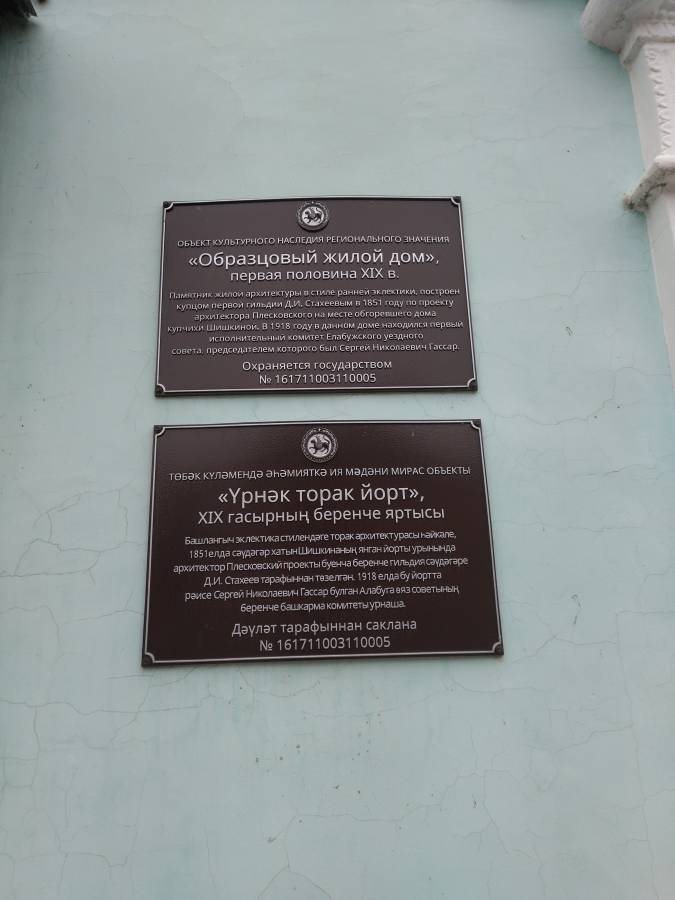 ОБЪЕКТ КУЛЬТУРНОГО НАСЛЕДИЯ РЕГИОНАЛЬНОГО ЗНАЧЕНИЯ
«Образцовый жилой дом»,
первая половина XIX в.
Памятник жилой архитектуры в стиле ранней эклектики, построен
купцом первой гильдии Д.И. Стахеевым в 1851 году по проекту
архитектора Плесковского на месте обгоревшего дома
купчихи Шишкиной. В 1918 году в данном доме находился первый
исполнительный комитет Елабужского уездного
совета, председателем которого был Сергей Николаевич Гассар.
Охраняется государством
№ 161711003110005
ТӨБӘК КҮЛӘМЕНДӘ ӘҺӘМИЯТКӘ ИЯ МӘДӘНИ МИРАС ОБЪЕКТЫ
«Үрнәк торак йорт»,
XIX гасырның беренче яртысы
Башлангыч эклектика стилендәге торак архитектурасы һәйкәле,
1851 елда сәүдәгәр хатын Шишкинаның янган йорты урынында
архитектор Плесковский проекты буенча беренче гильдия сәүдәгәре
Д.И. Стахеев тарафыннан төзелгән. 1918 елда бу йортта
рәисе Сергей Николаевич Гассар булган Алабуга өяз советының
беренче башкарма комитеты урнаша.
Дәүләт тарафыннан саклана
№ 161711003110005